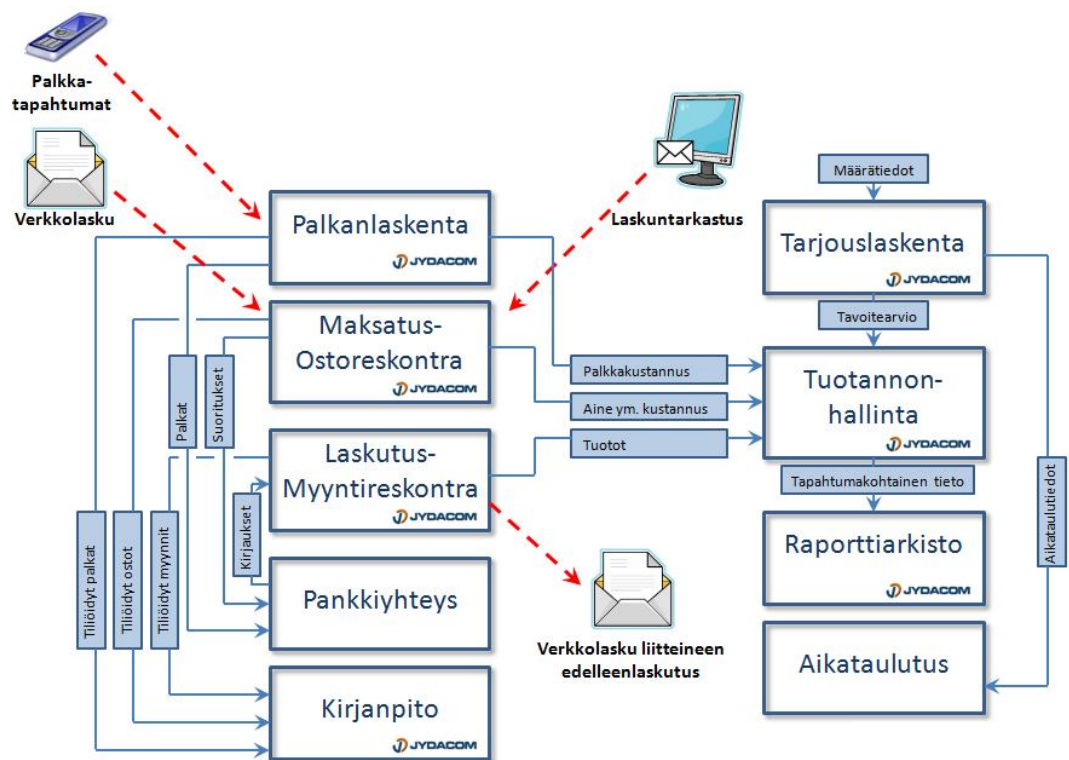 Palkka-
tapahtumat
Verkkolasku
Laskuntarkastus
Palkanlaskenta
JYDACOM
Maksatus-
Ostoreskontra
JYDACOM
Laskutus-
Myyntireskontra
JYDACOM
Pankkiyhteys
Kirjanpito
JYDACOM
Tiliöidyt palkat
Tiliöidyt ostot
Tiliöidyt myynnit
Palkat
Suoritukset
Kirjaukset
Palkkakustannus
Aine ym. kustannus
Tuotot
Verkkolasku liitteineen
edelleenlaskutus
Määrätiedot
Tarjouslaskenta
JYDACOM
Tavoitearvio
Tuotannon-
hallinta
JYDACOM
Tapahtumakohtainen tieto
Raporttiarkisto
JYDACOM
Aikataulutus
Aikataulutiedot